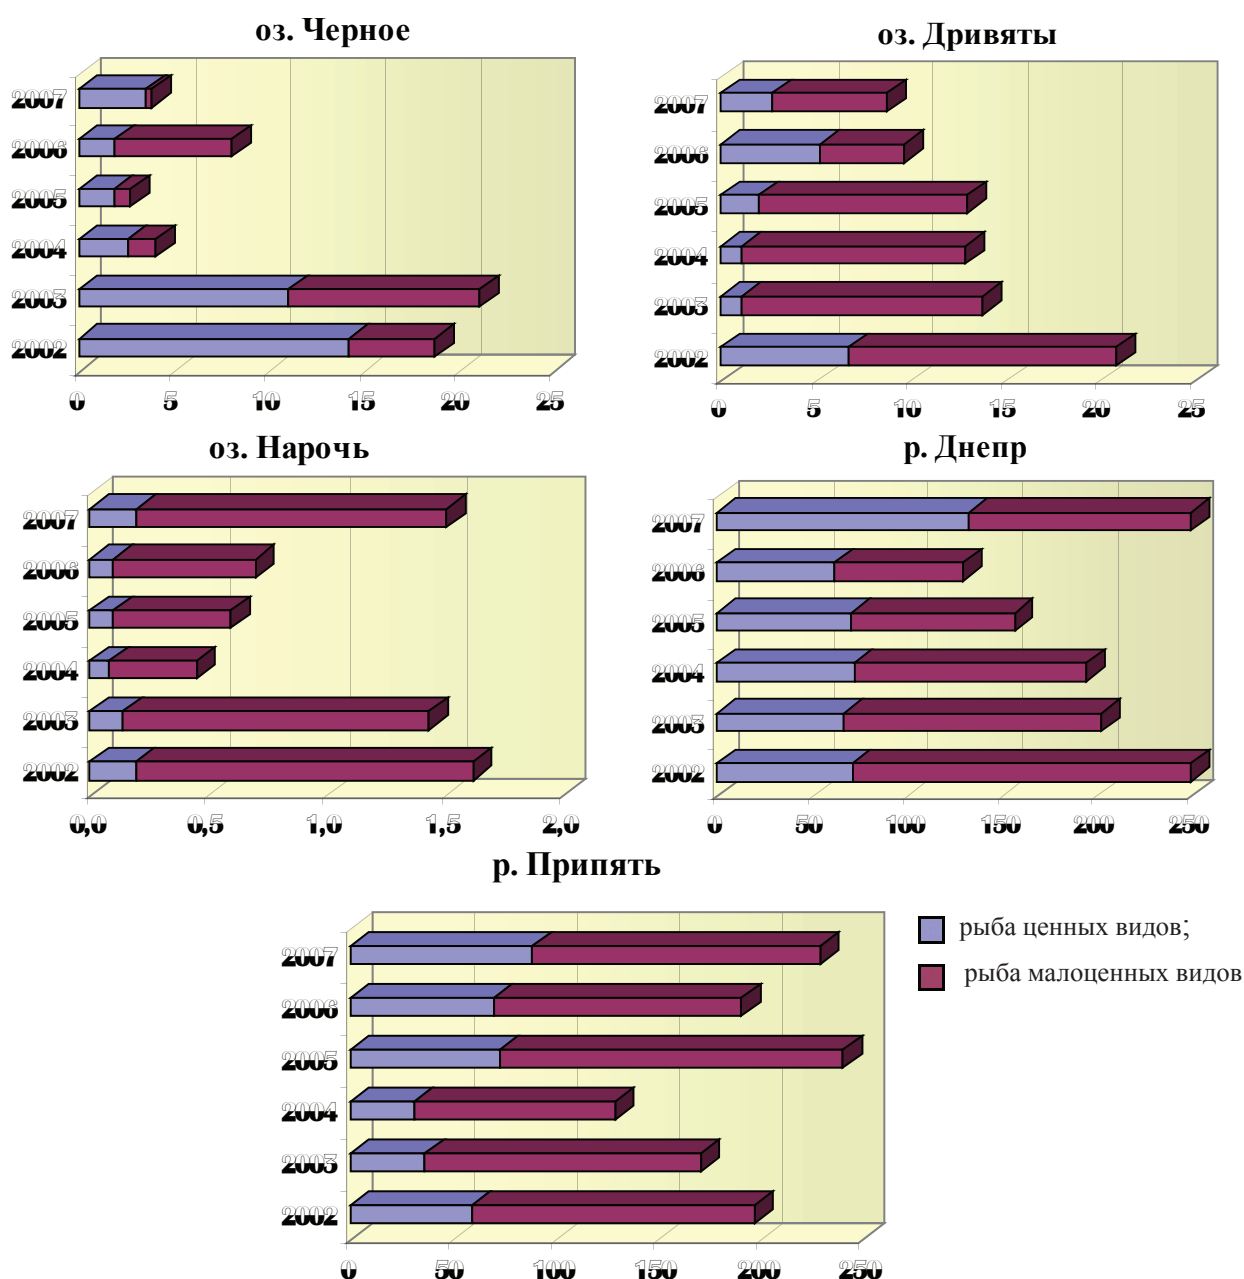 оз. Черное
2007
2006
2005
2004
2003
2002
0 5 10 15 20 25
оз. Дривяты
2007
2006
2005
2004
2003
2002
0 5 10 15 20 25
оз. Нарочь
2007
2006
2005
2004
2003
2002
0,0 0,5 1,0 1,5 2,0
р. Днепр
2007
2006
2005
2004
2003
2002
0 50 100 150 200 250
р. Припять
2007
2006
2005
2004
2003
2002
0 50 100 150 200 250
рыба ценных видов;
рыба малоценных видов